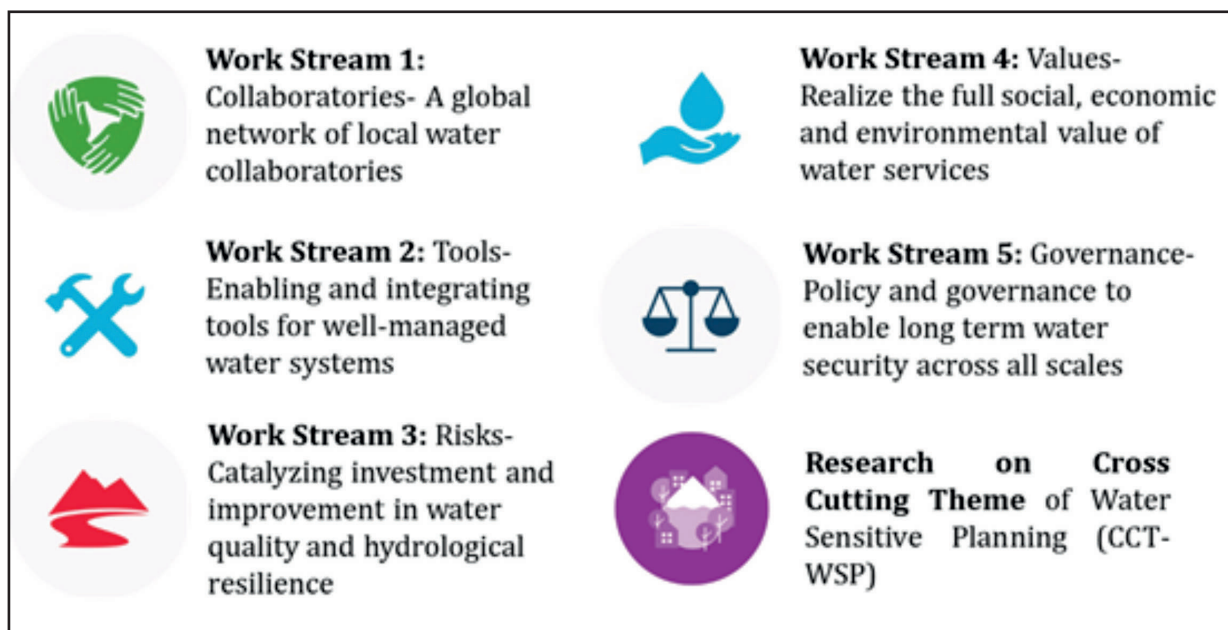 Work Stream 1:
Collaboratories- A global
network of local water
collaboratories
Work Stream 2: Tools-
Enabling and integrating
tools for well-managed
water systems
Work Stream 3: Risks-
Catalyzing investment and
improvement in water
quality and hydrological
resilience
Work Stream 4: Values-
Realize the full social, economic
and environmental value of
water services
Work Stream 5: Governance-
Policy and governance to
enable long term water
security across all scales
Research on Cross
Cutting Theme of Water
Sensitive Planning (CCT-
WSP)